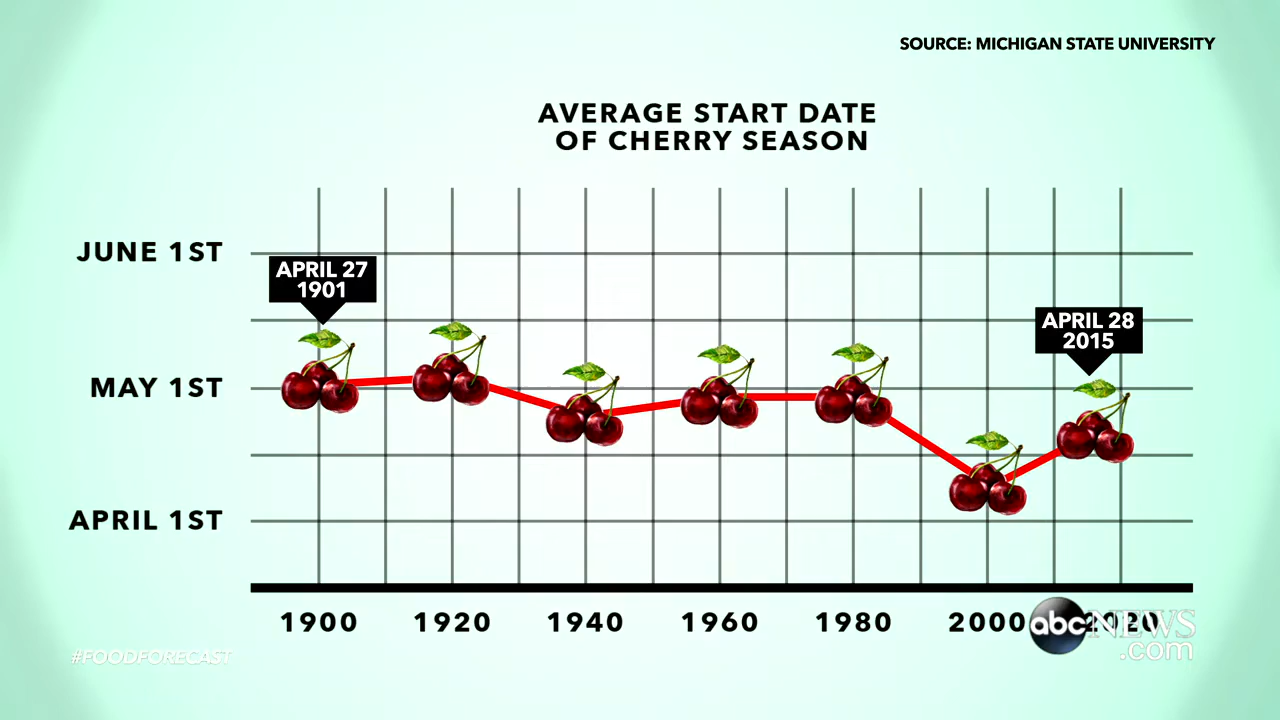 SOURCE: MICHIGAN STATE UNIVERSITY
AVERAGE START DATE
OF CHERRY SEASON
JUNE 1ST
APRIL 27
1901
APRIL 28
2015
MAY 1ST
APRIL 1ST
1900 1920 1940 1960 1980 2000 2020
abc NEWS
.com
#FOODFORECAST